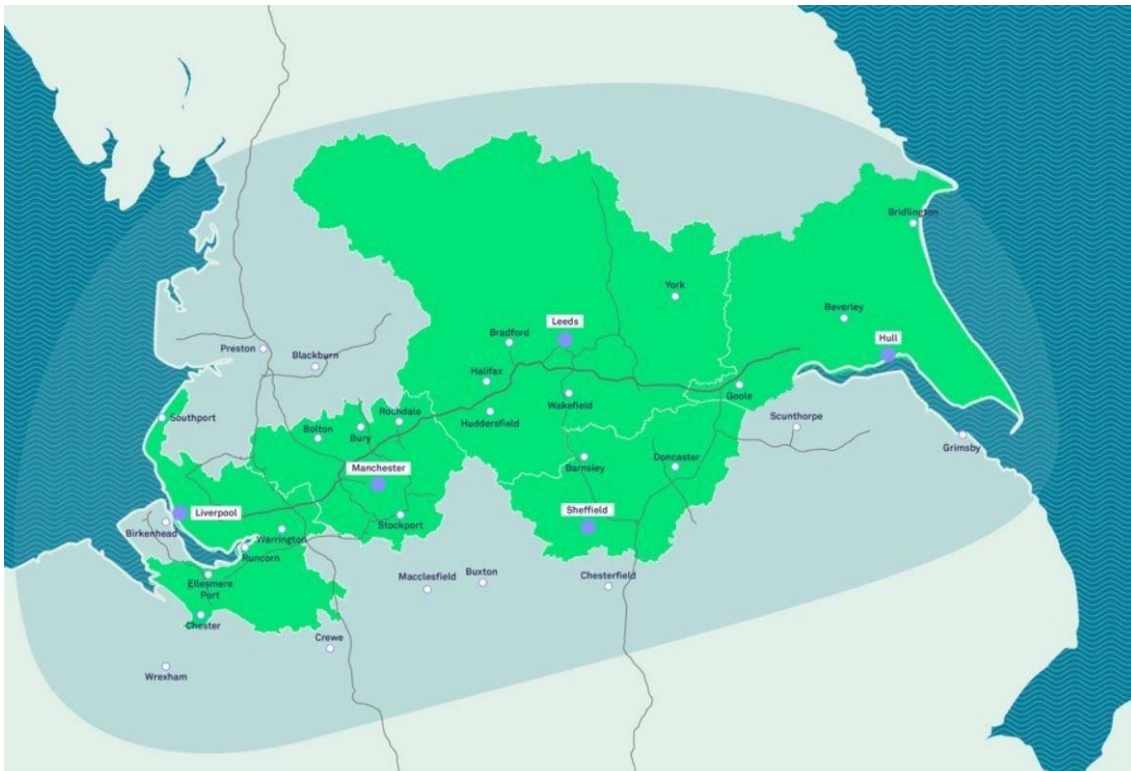 Bridlington
York
Beverley
Leeds
Hull
Bradford
Preston
Blackburn
Halifax
Goole
Wakefield
Southport
Rochdale
Huddersfield
Scunthorpe
Bolton
Bury
Grimsby
Barnsley
Doncaster
Manchester
Liverpool
Sheffield
Stockport
Birkenhead
Warrington
Runcorn
Macclesfield
Buxton
Chesterfield
Ellesmere
Port
Chester
Crewe
Wrexham